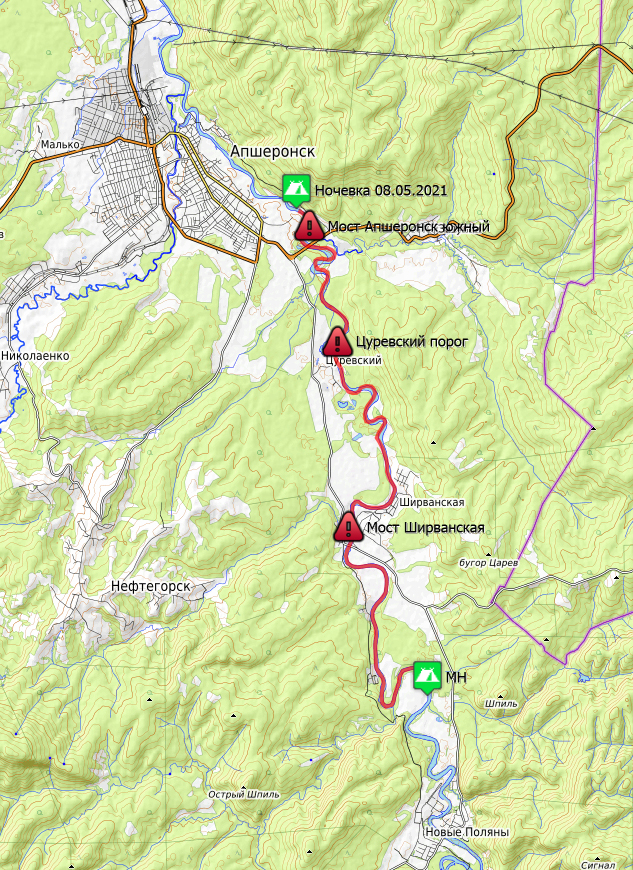 Малько
Апшеронск
Ночевка 08.05.2021
Мост Апшеронск южный
в
Цуревский порог
Николаенко
Цуревский
Ширванская
Мост Ширванская
бугор Царев
Нефтегорск
МН
Шпиль
Острый Шпиль
Новые Поляны
Сигнал